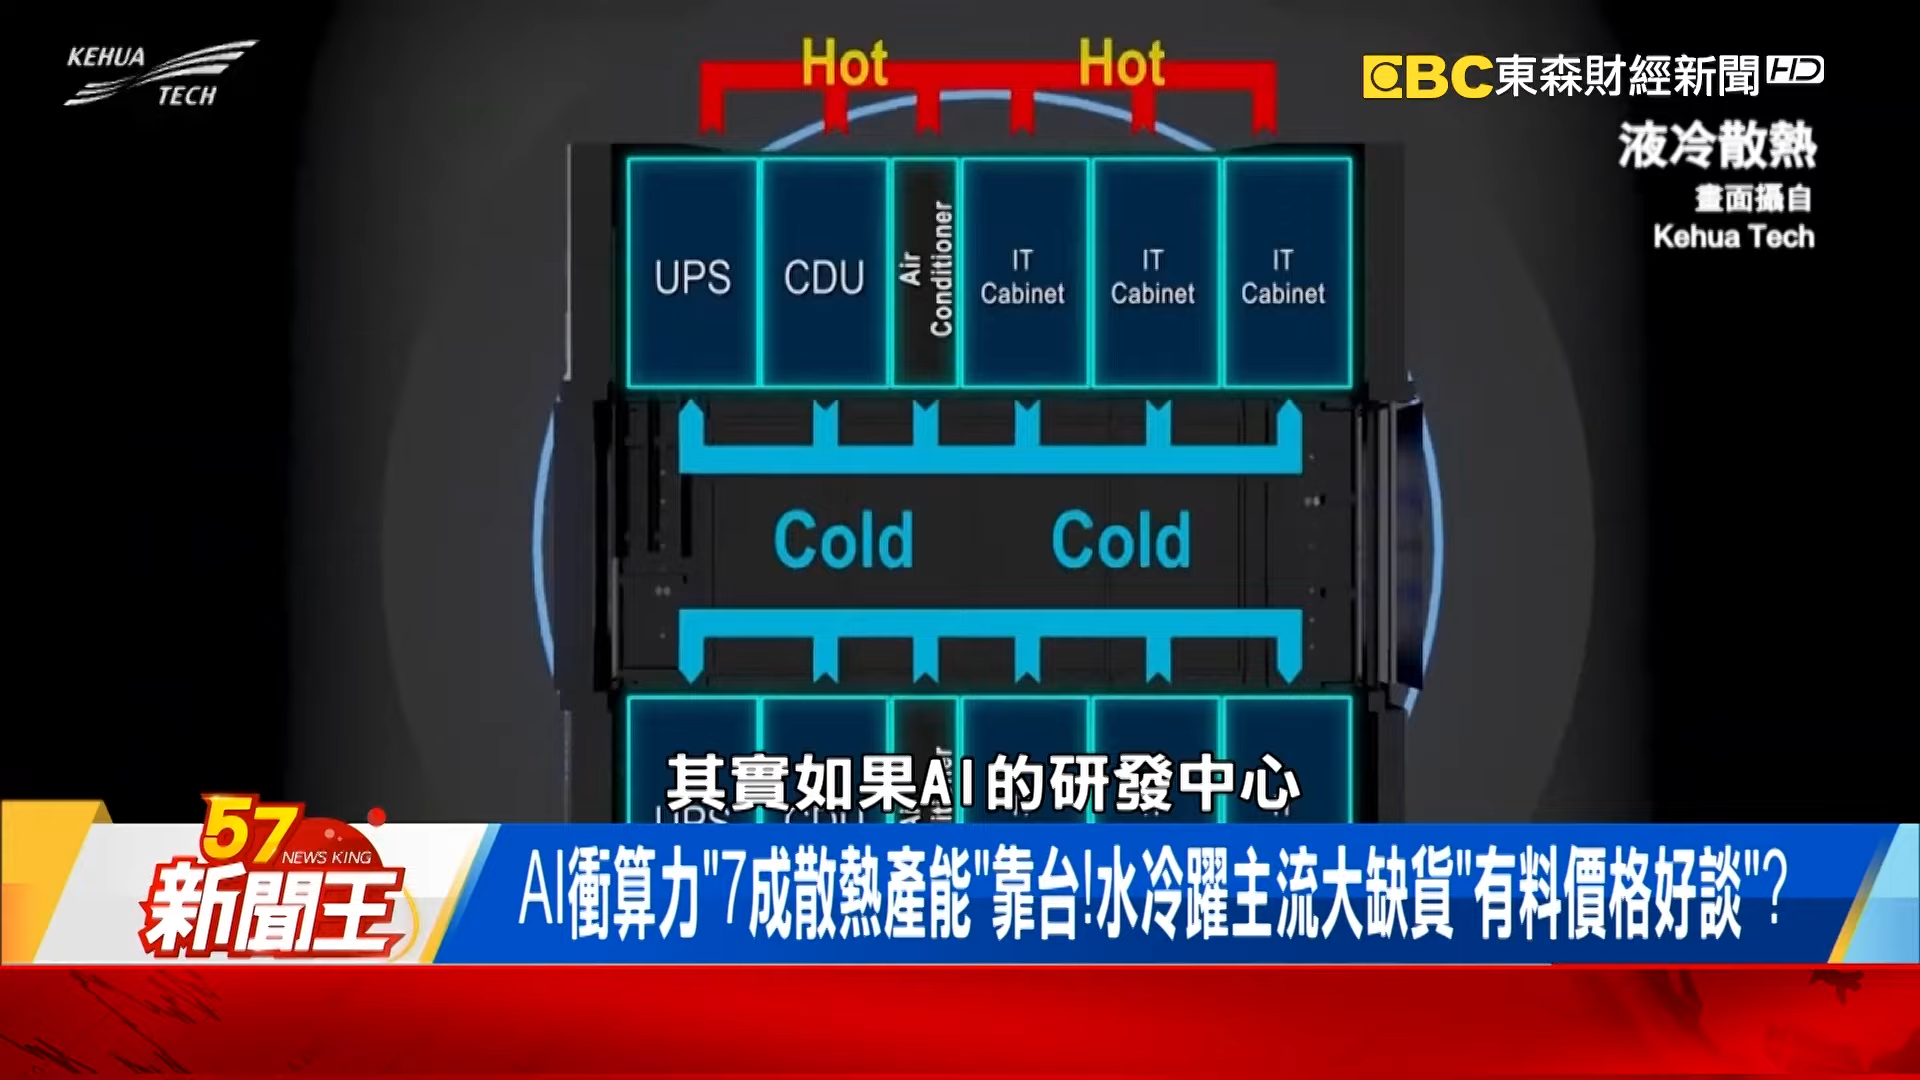 KEHUA
TECH
Hot
Hot
EBC東森財經新聞HD
液冷散熱
畫面攝自
Kehua Tech
UPS
CDU
Air
Conditioner
IT
Cabinet
IT
Cabinet
IT
Cabinet
Cold
Cold
UPS
CDU
其實如果AI的研發中心
57
NEWS KING
新聞王
AI衝算力"7成散熱產能"靠台!水冷躍主流大缺貨"有料價格好談"?